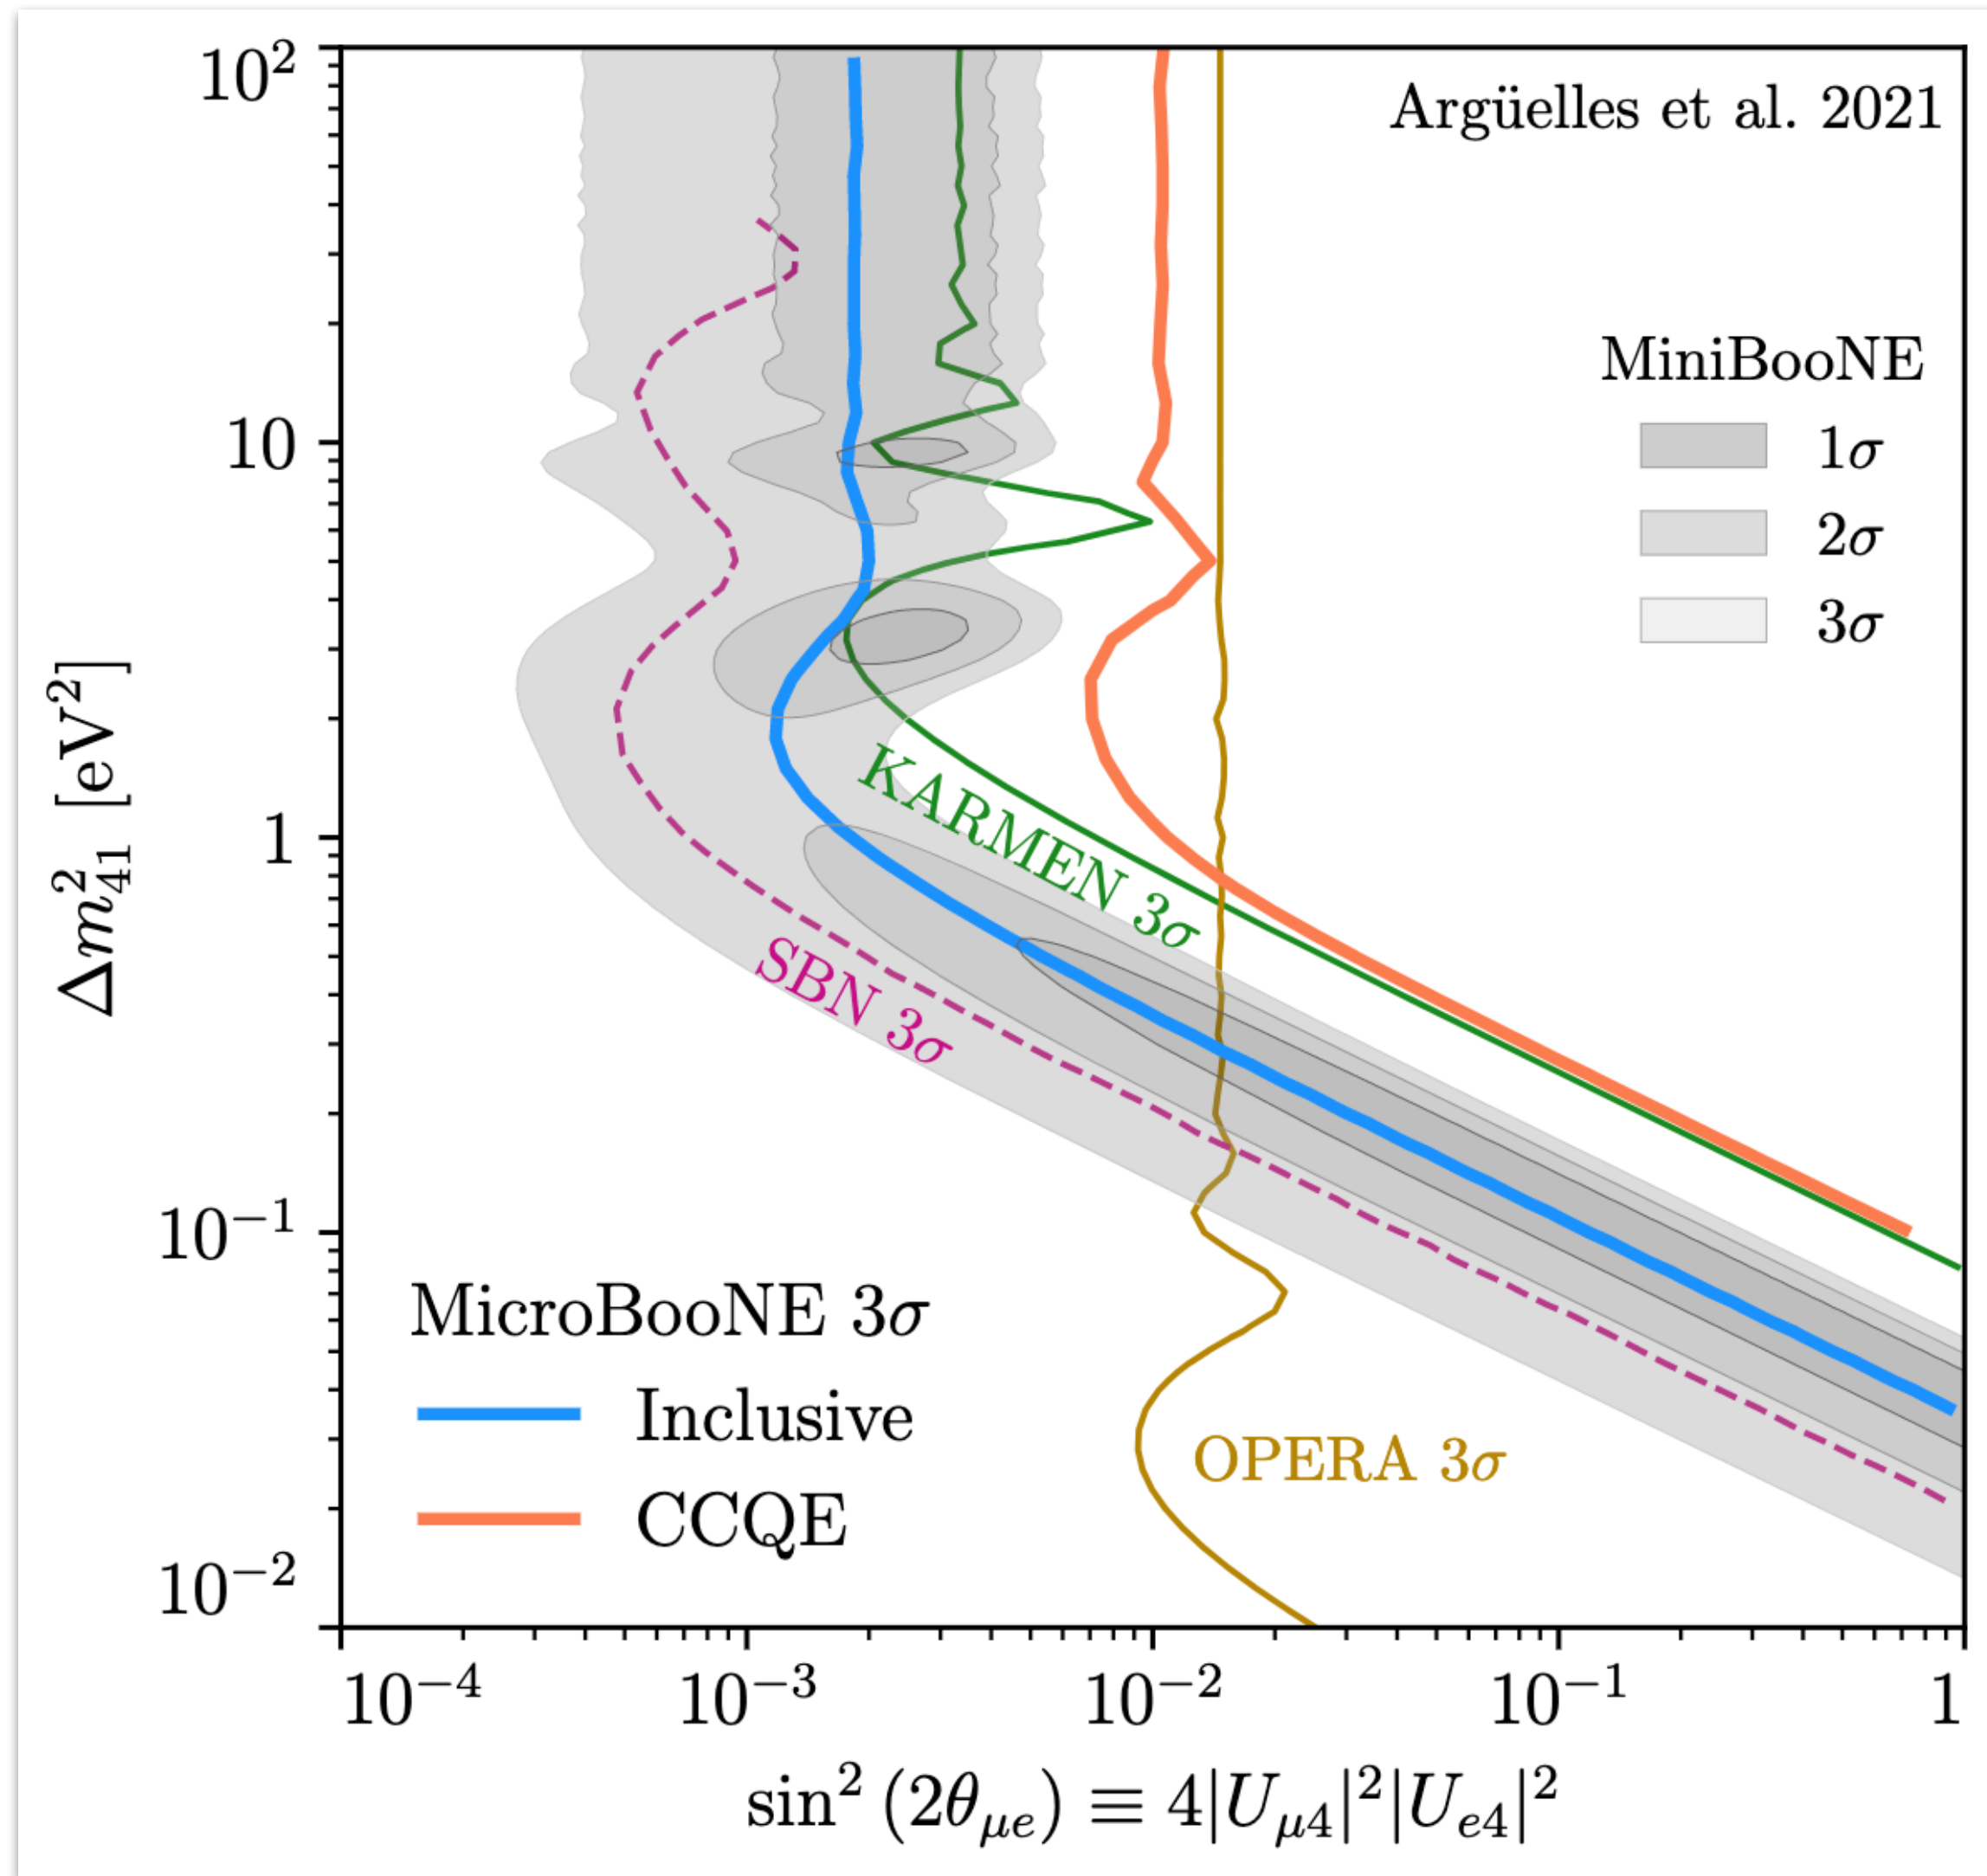 10²
Argüelles et al. 2021
MiniBooNE
1σ
2σ
3σ
10
1
10⁻¹
10⁻²
Δm²₄₁ [eV²]
KARMEN 3σ
SBN 3σ
OPERA 3σ
MicroBooNE 3σ
Inclusive
CCQE
10⁻⁴ 10⁻³ 10⁻² 10⁻¹ 1
sin² (2θ_μe) ≡ 4|U_μ4|²|U_e4|²